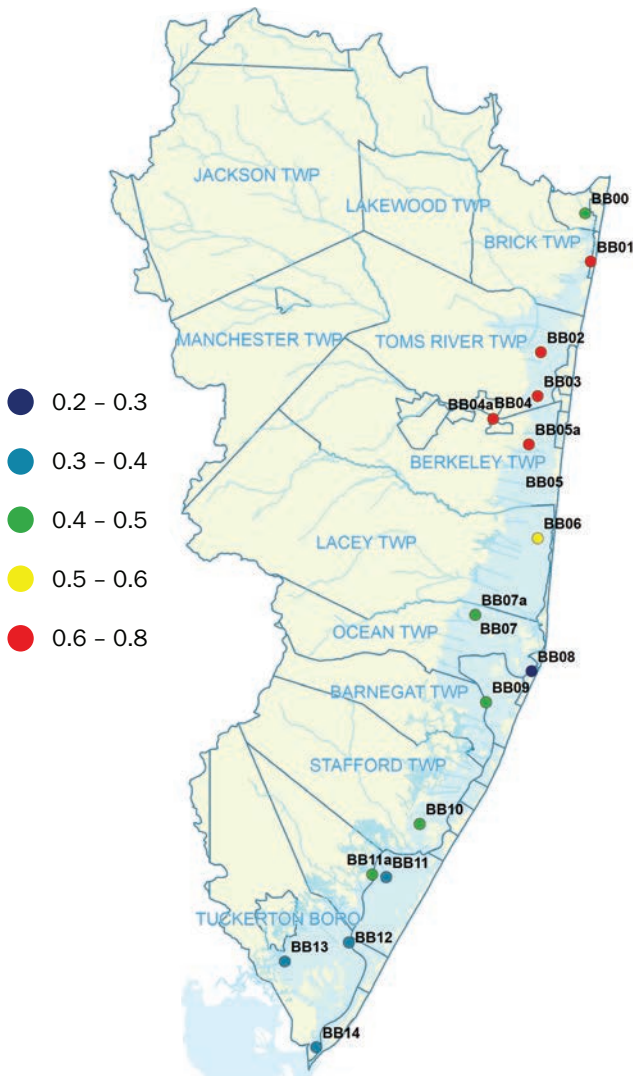 BB00
JACKSON TWP
LAKEWOOD TWP
BRICK TWP
BB01
MANCHESTER TWP
TOMS RIVER TWP
BB02
BB03
BB04a
BB04
BB05a
BERKELEY TWP
BB05
BB06
LACEY TWP
BB07a
BB07
OCEAN TWP
BB08
BB09
BARNEGAT TWP
STAFFORD TWP
BB10
BB11a
BB11
TUCKERTON BORO
BB12
BB13
BB14
0.2 – 0.3
0.3 – 0.4
0.4 – 0.5
0.5 – 0.6
0.6 – 0.8